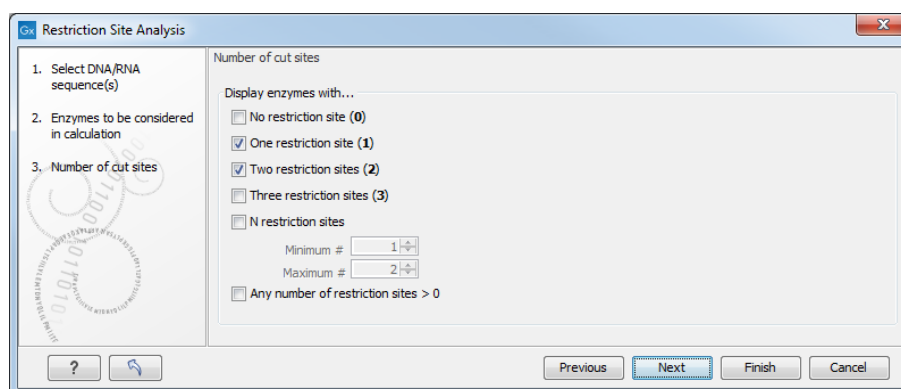 Gx Restriction Site Analysis
1. Select DNA/RNA
sequence(s)
2. Enzymes to be considered
in calculation
3. Number of cut sites
Number of cut sites
Display enzymes with...
No restriction site (0)
One restriction site (1)
Two restriction sites (2)
Three restriction sites (3)
N restriction sites
Minimum # 1
Maximum # 2
Any number of restriction sites > 0
?
Previous Next Finish Cancel